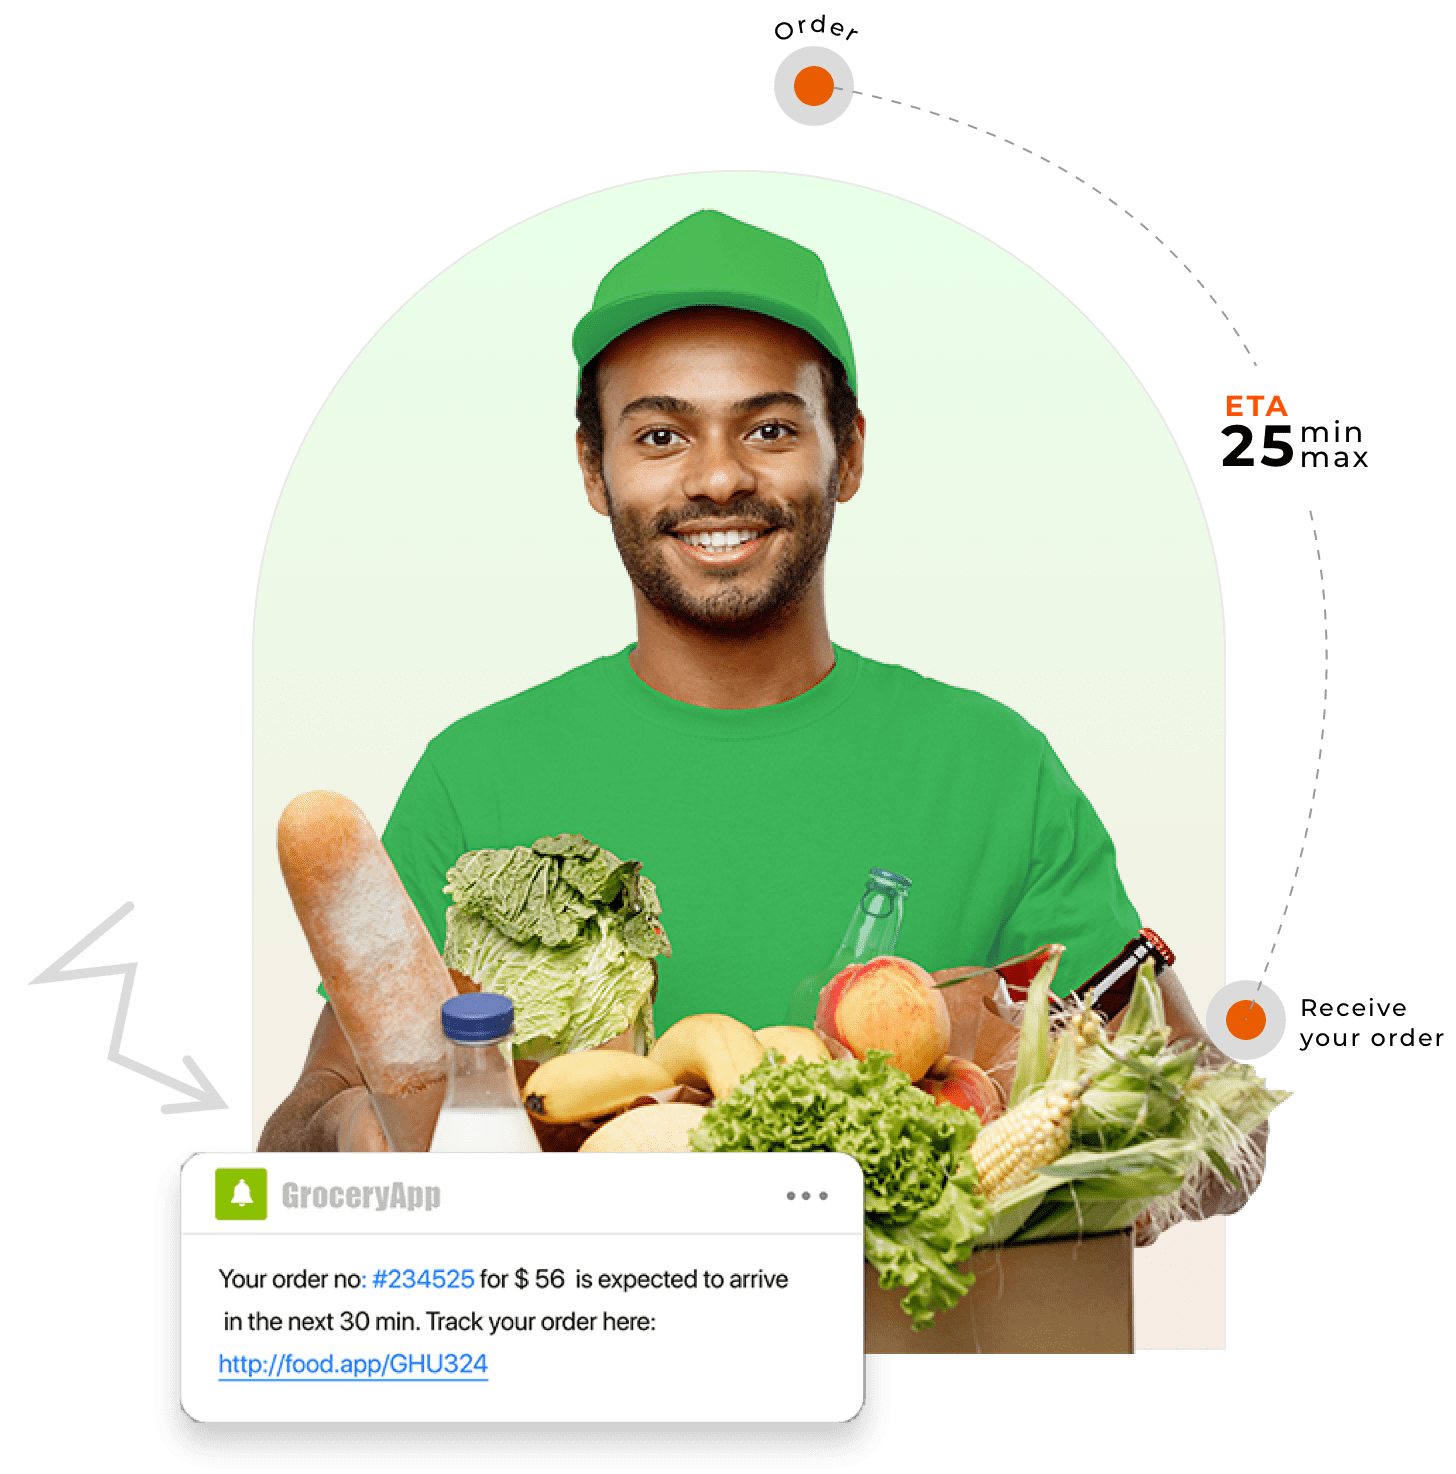 Order
ETA
25 min
max
Receive
your order
GroceryApp
Your order no: #234525 for $ 56 is expected to arrive
in the next 30 min. Track your order here:
http://food.app/GHU324